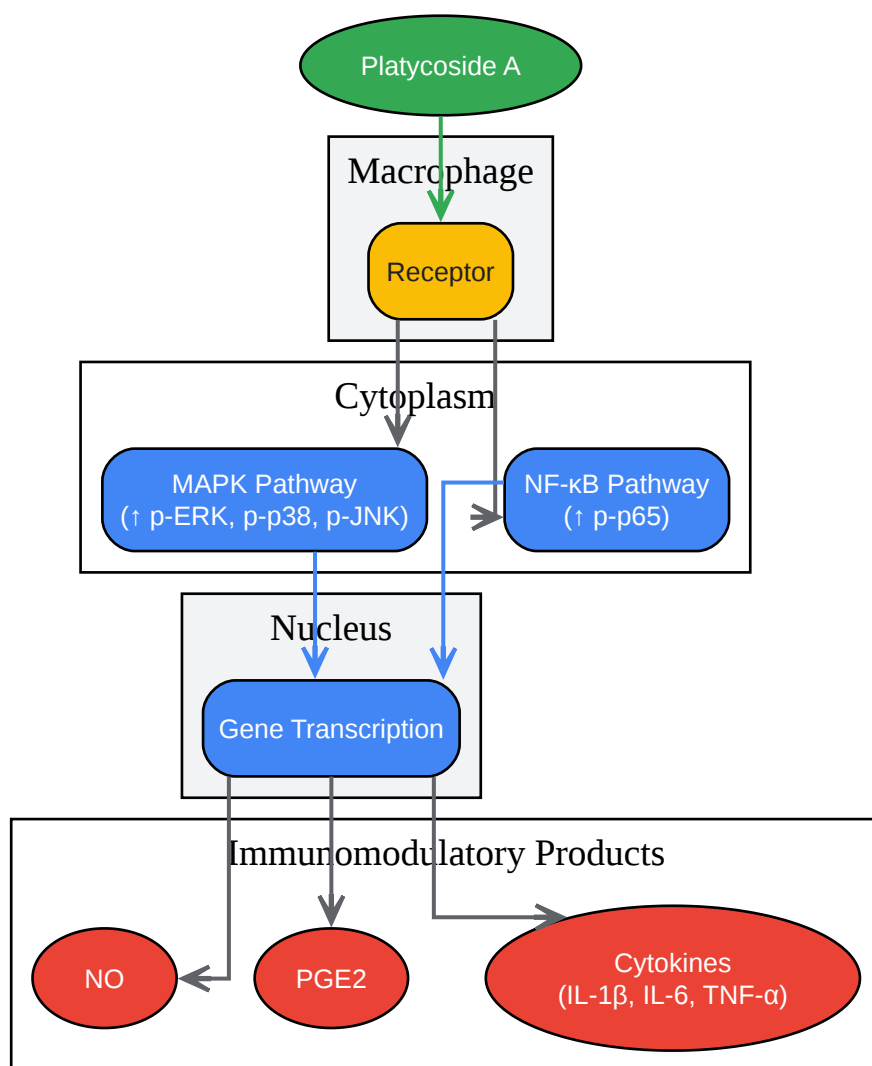 Platycoside A
Macrophage
Receptor
Cytoplasm
MAPK Pathway
(↑ p-ERK, p-p38, p-JNK)
NF-κB Pathway
(↑ p-p65)
Nucleus
Gene Transcription
Immunomodulatory Products
NO
PGE2
Cytokines
(IL-1β, IL-6, TNF-α)